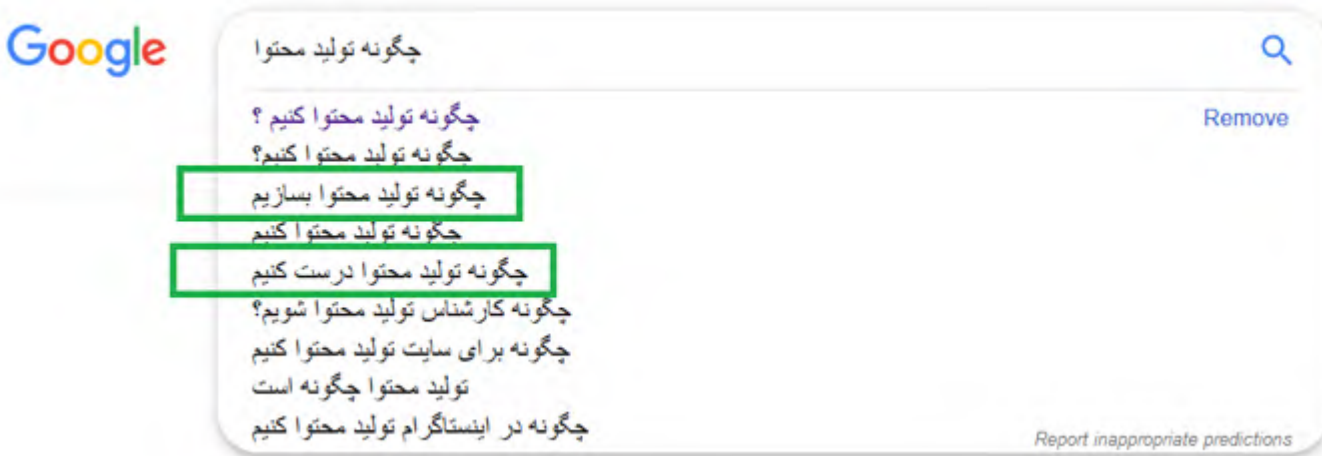 Google
چگونه تولید محتوا
چگونه تولید محتوا کنیم ؟
Remove
چگونه تولید محتوا کنیم؟
چگونه تولید محتوا بسازیم
چگونه تولید محتوا کنیم
چگونه تولید محتوا درست کنیم
چگونه کارشناس تولید محتوا شویم؟
چگونه برای سایت تولید محتوا کنیم
تولید محتوا چگونه است
چگونه در اینستاگرام تولید محتوا کنیم
Report inappropriate predictions